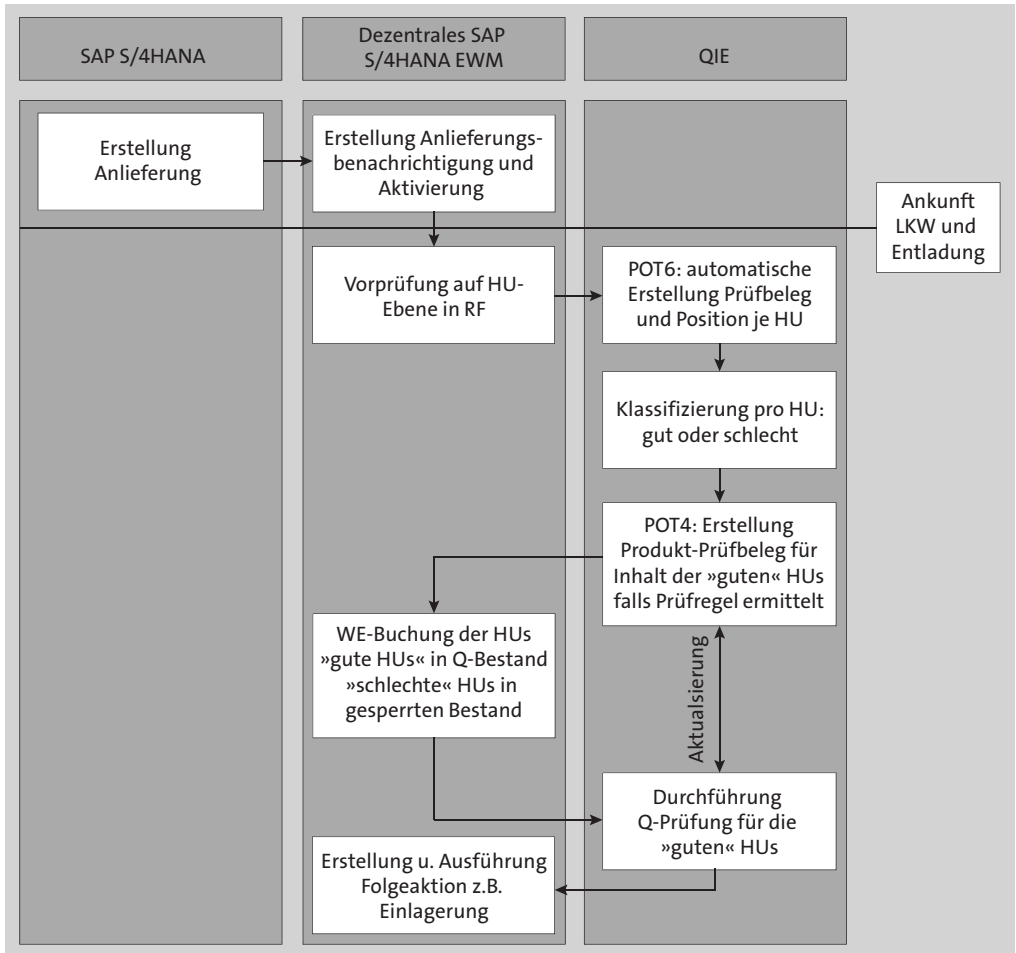 SAP S/4HANA
Dezentrales SAP
S/4HANA EWM
QIE
Erstellung
Anlieferung
Erstellung Anlieferungs-
benachrichtigung und
Aktivierung
Ankunft
LKW und
Entladung
Vorprüfung auf HU-
Ebene in RF
POT6: automatische
Erstellung Prüfbeleg
und Position je HU
Klassifizierung pro HU:
gut oder schlecht
POT4: Erstellung
Produkt-Prüfbeleg für
Inhalt der »guten« HUs
falls Prüfregel ermittelt
WE-Buchung der HUs
»gute HUs« in Q-Bestand
»schlechte« HUs in
gesperrten Bestand
Aktualsierung
Durchführung
Q-Prüfung für die
»guten« HUs
Erstellung u. Ausführung
Folgeaktion z.B.
Einlagerung